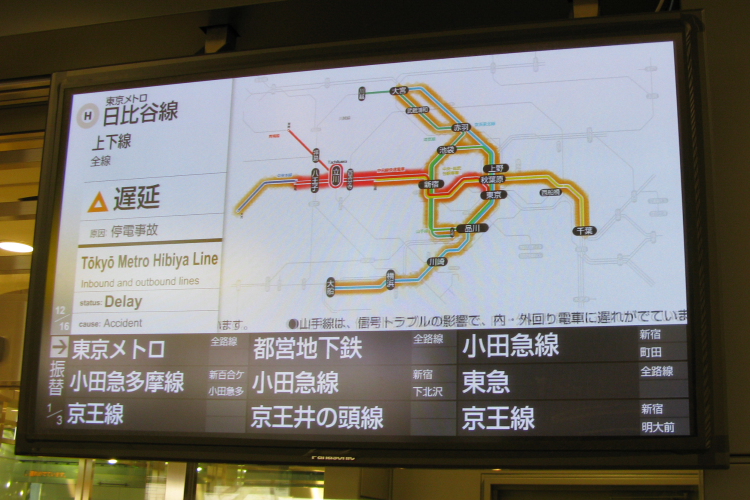 H
東京メトロ
日比谷線
上下線
全線
遅延
原因: 停電事故
Tōkyō Metro Hibiya Line
Inbound and outbound lines
status: Delay
cause: Accident
12/16
大宮
赤羽
池袋
上野
立川
八王子
新宿
秋葉原
東京
西船橋
千葉
品川
川崎
横浜
大船
います。 ●山手線は、信号トラブルの影響で、内・外回り電車に遅れがでていま
振替
1/3
東京メトロ 全路線
都営地下鉄 全路線
小田急線 新宿 町田
小田急多摩線 新百合ケ 小田急多
小田急線 新宿 下北沢
東急 全路線
京王線
京王井の頭線
京王線 新宿 明大前
Panasonic